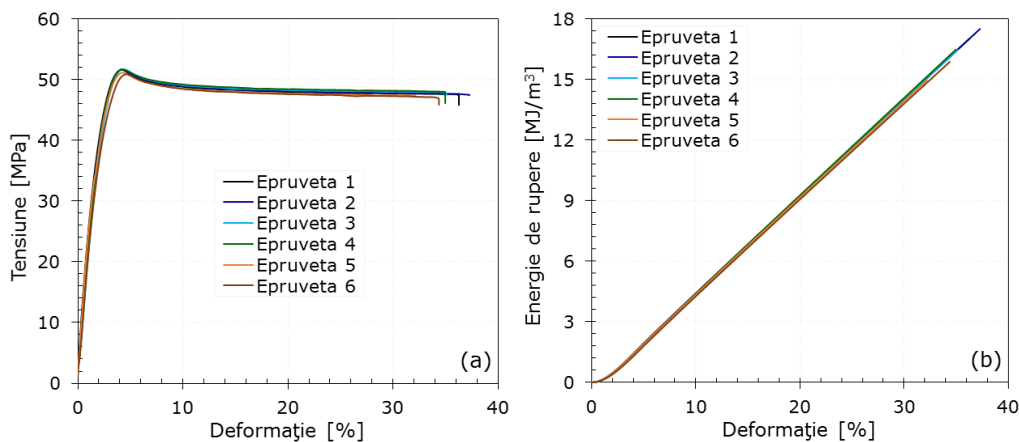 60
50
40
30
20
10
0
Tensiune [MPa]
Epruveta 1
Epruveta 2
Epruveta 3
Epruveta 4
Epruveta 5
Epruveta 6
(a)
0 10 20 30 40
Deformaţie [%]
18
15
12
9
6
3
0
Energie de rupere [MJ/m³]
Epruveta 1
Epruveta 2
Epruveta 3
Epruveta 4
Epruveta 5
Epruveta 6
(b)
0 10 20 30 40
Deformaţie [%]